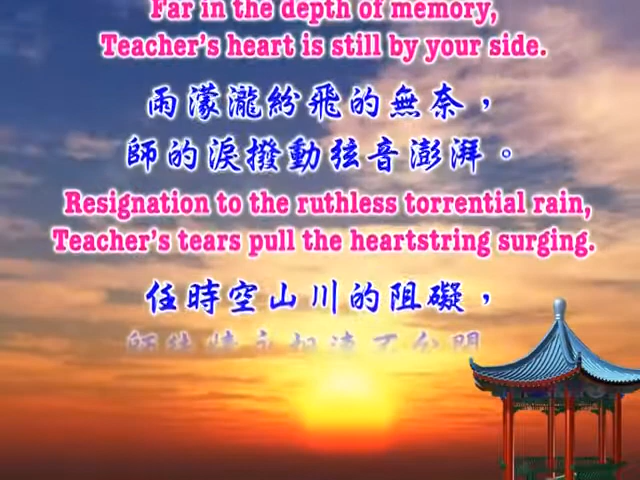 Far in the depth of memory,
Teacher's heart is still by your side.
雨濛瀧紛飛的無奈，
師的淚撥動弦音澎湃。
Resignation to the ruthless torrential rain,
Teacher's tears pull the heartstring surging.
任時空山川的阻礙，